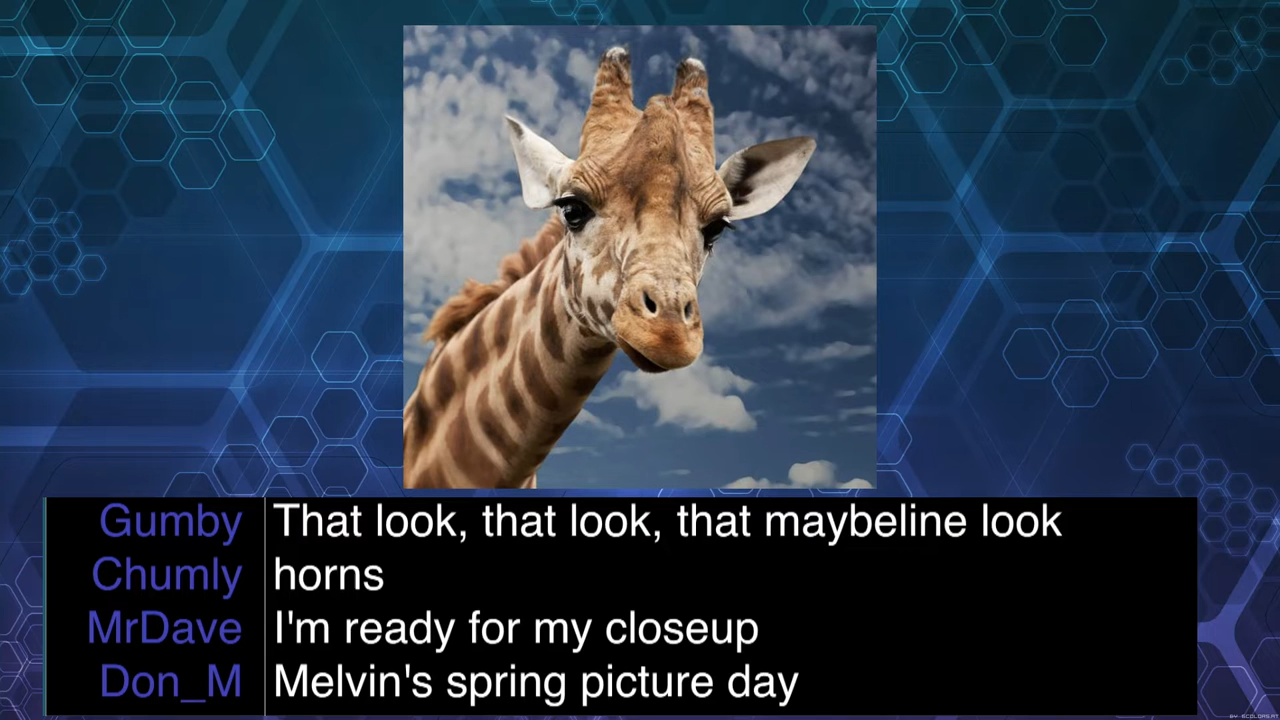 Gumby That look, that look, that maybeline look
Chumly horns
MrDave I'm ready for my closeup
Don_M Melvin's spring picture day